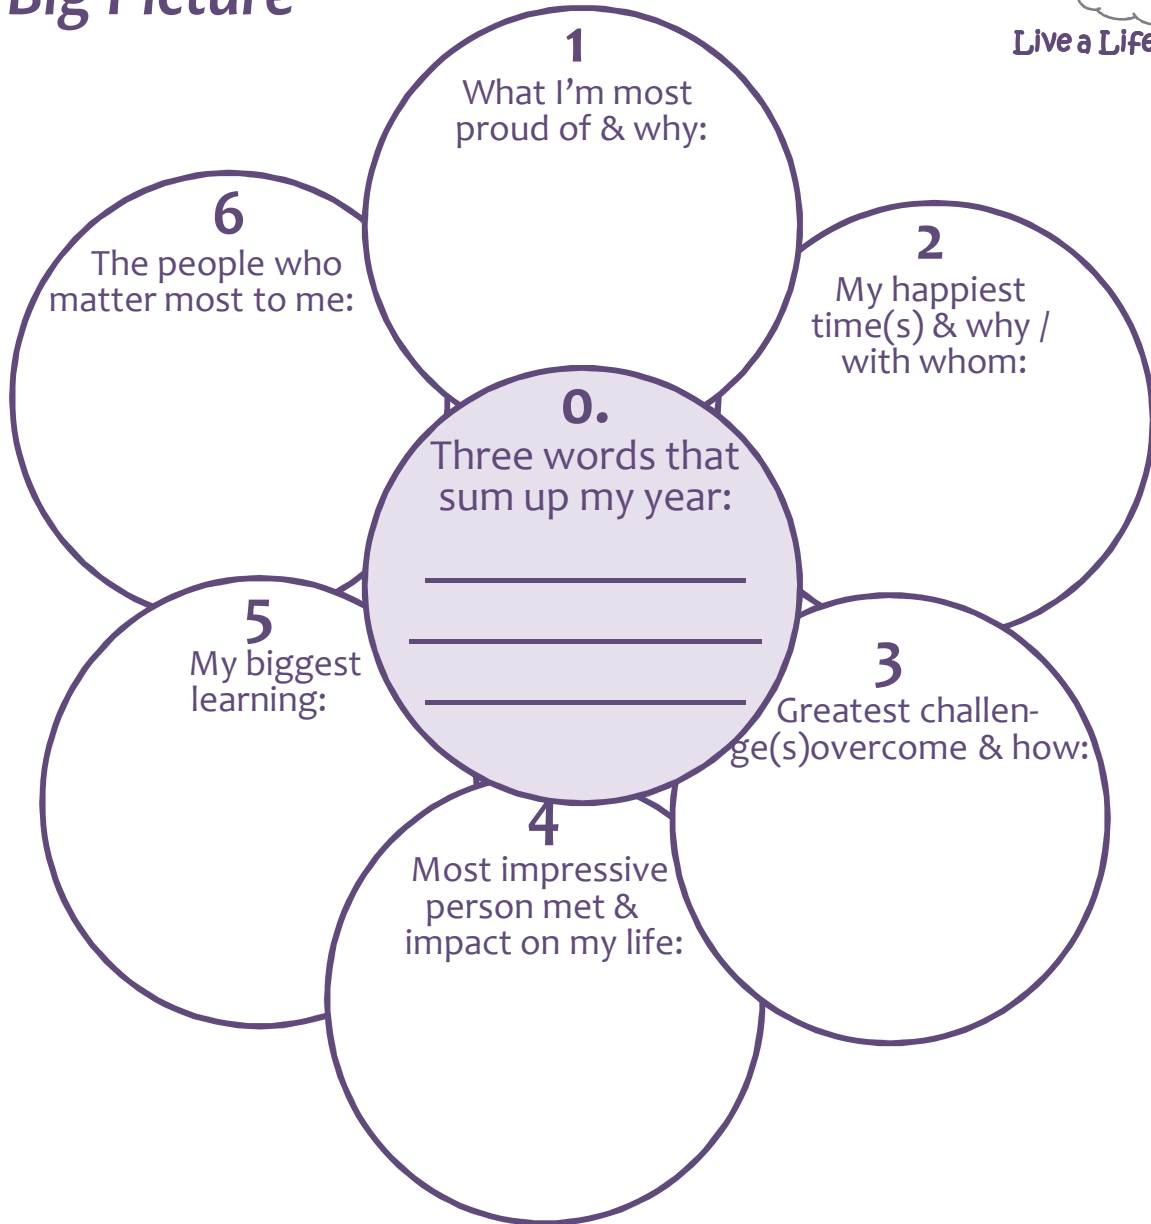 Big Picture
Live a Life
1
What I'm most
proud of & why:
2
My happiest
time(s) & why /
with whom:
3
Greatest challen-
ge(s)overcome & how:
4
Most impressive
person met &
impact on my life:
5
My biggest
learning:
6
The people who
matter most to me:
0.
Three words that
sum up my year: